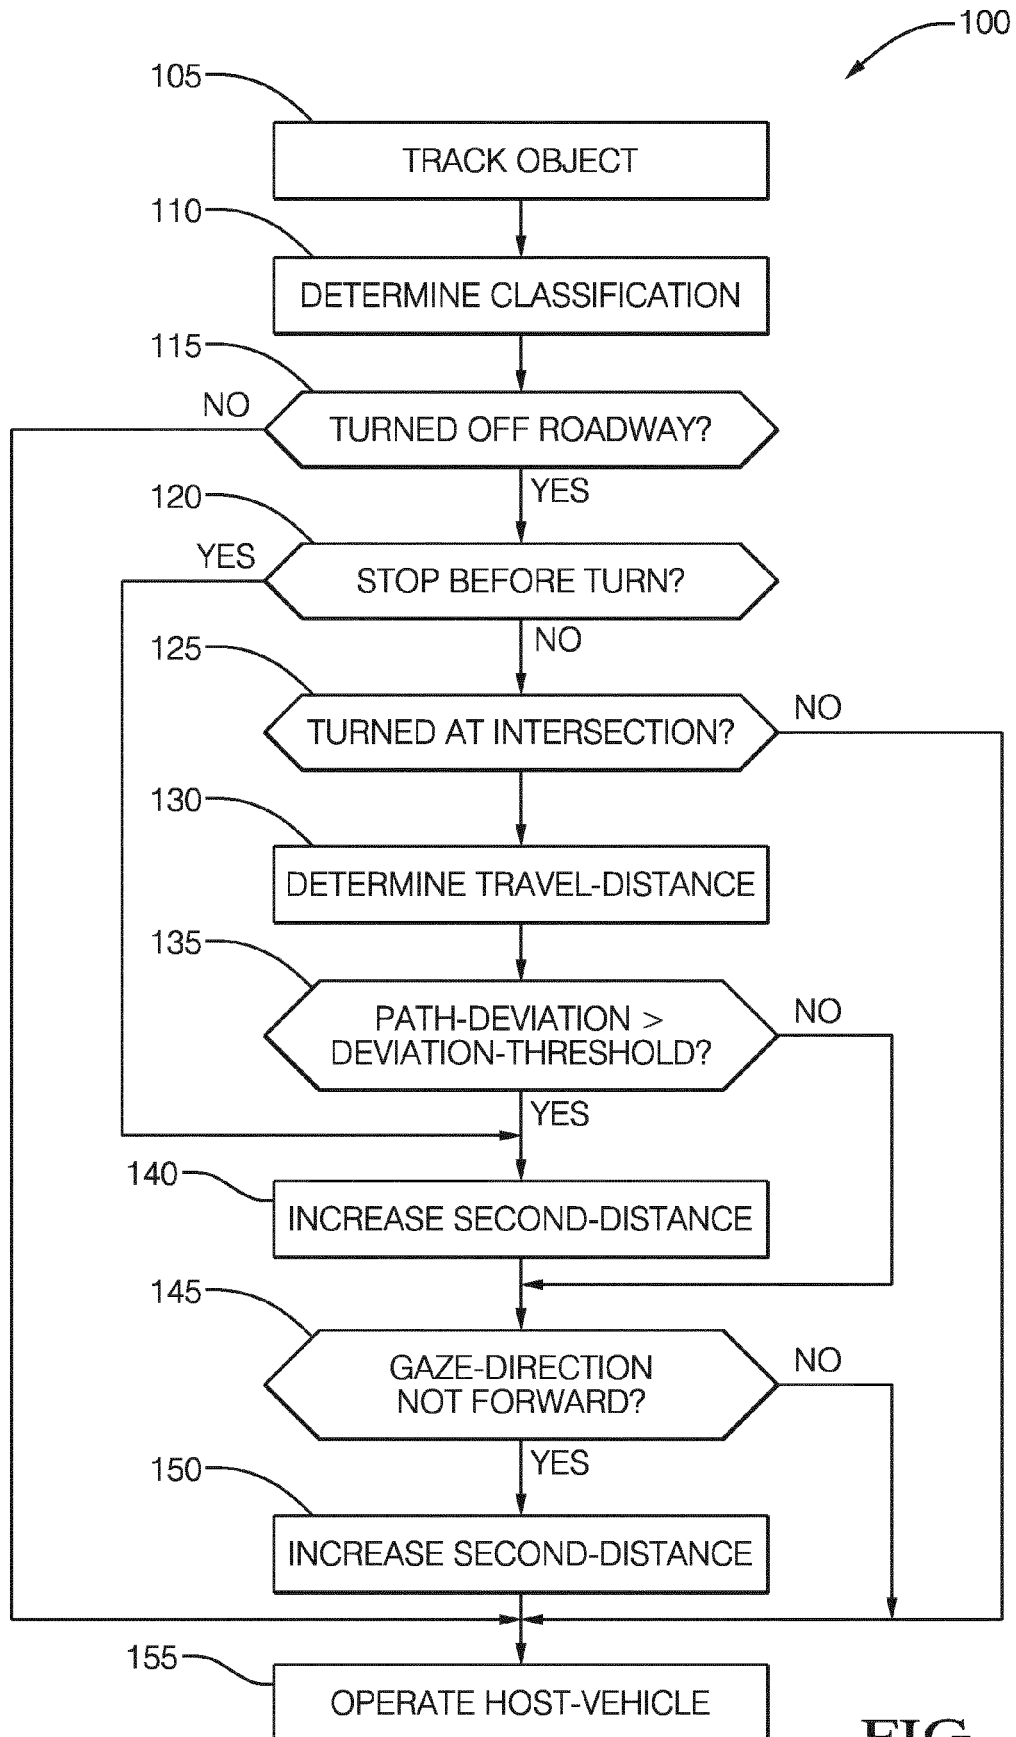 100
105
TRACK OBJECT
110
DETERMINE CLASSIFICATION
115
NO
TURNED OFF ROADWAY?
YES
120
YES
STOP BEFORE TURN?
NO
125
NO
TURNED AT INTERSECTION?
130
DETERMINE TRAVEL-DISTANCE
135
NO
PATH-DEVIATION >
DEVIATION-THRESHOLD?
YES
140
INCREASE SECOND-DISTANCE
145
NO
GAZE-DIRECTION
NOT FORWARD?
YES
150
INCREASE SECOND-DISTANCE
155
OPERATE HOST-VEHICLE
FIG